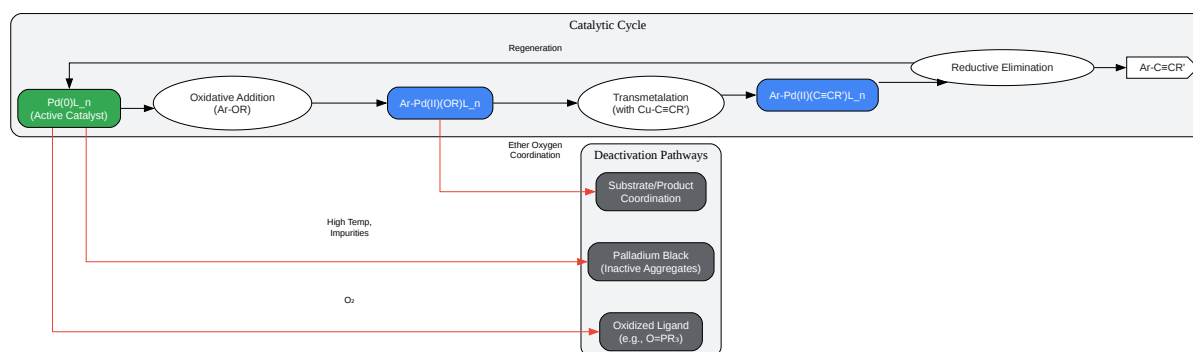 Catalytic Cycle
Regeneration
Reductive Elimination
Ar-C≡CR'
Pd(0)L_n
(Active Catalyst)
Oxidative Addition
(Ar-OR)
Ar-Pd(II)(OR)L_n
Transmetalation
(with Cu-C≡CR')
Ar-Pd(II)(C≡CR')L_n
Ether Oxygen
Coordination
Deactivation Pathways
Substrate/Product
Coordination
High Temp,
Impurities
Palladium Black
(Inactive Aggregates)
O₂
Oxidized Ligand
(e.g., O=PR₃)